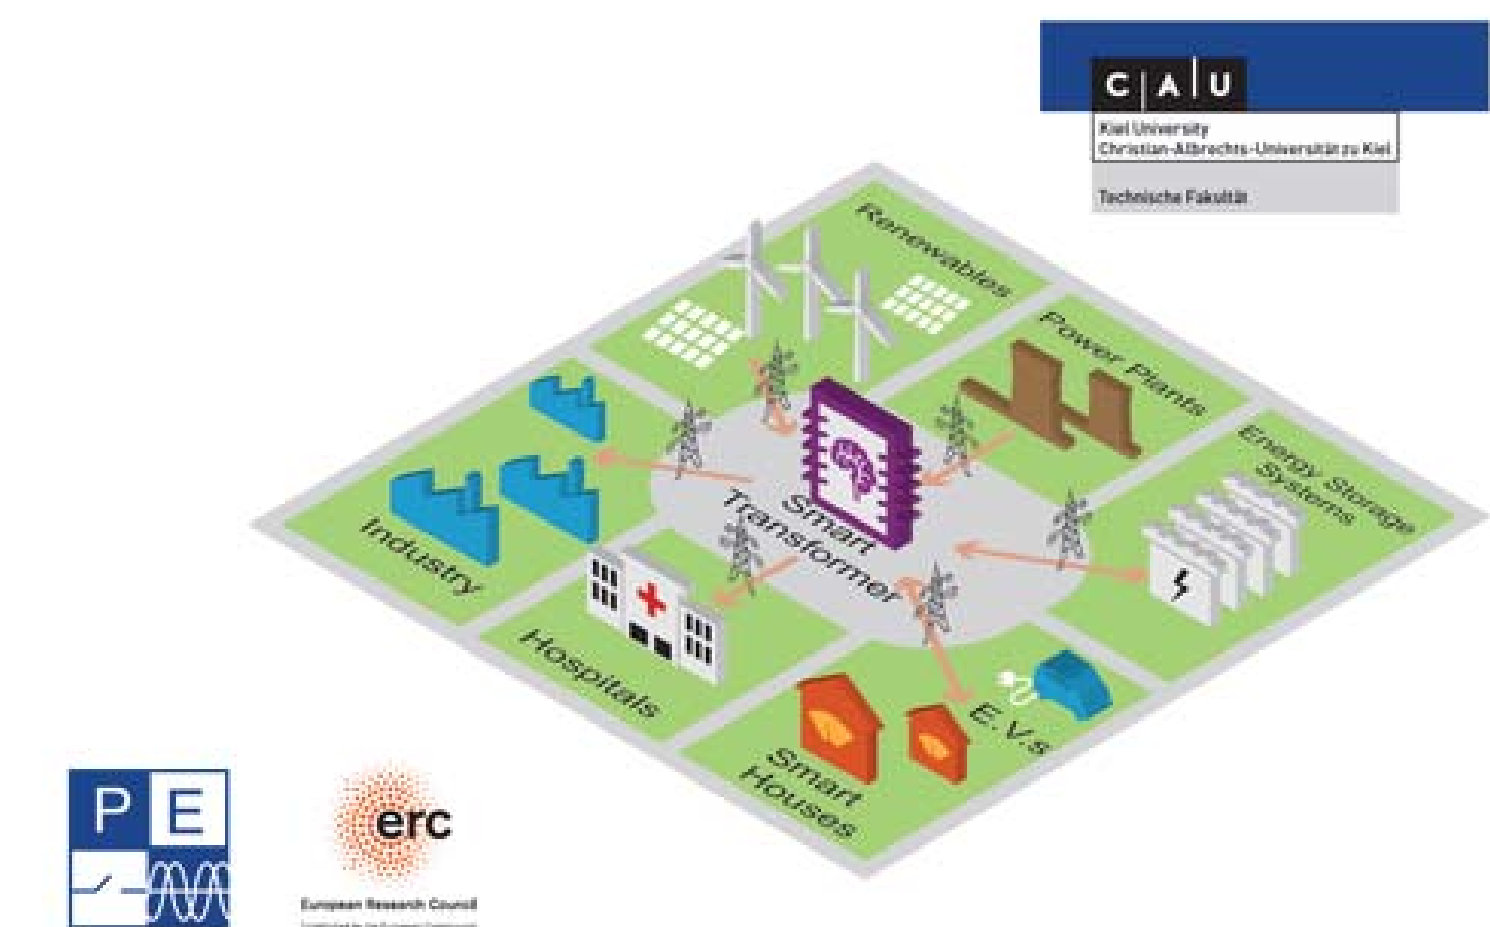 C A U
Kiel University
Christian-Albrechts-Universität zu Kiel
Technische Fakultät
Renewables
Power Plants
Energy Storage
Systems
Smart
Transformer
Industry
Hospitals
E.V.s
Smart
Houses
P E
erc
European Research Council